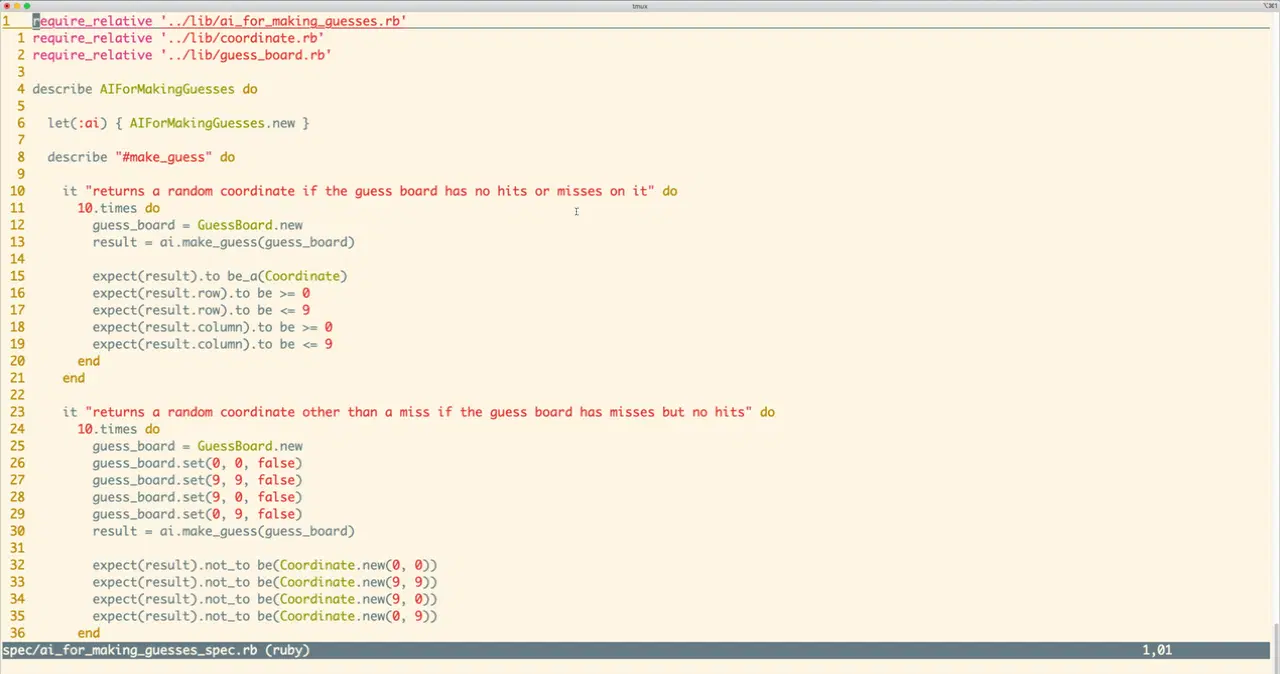 tmux
⌥⌘1
1 require_relative '../lib/ai_for_making_guesses.rb'
1 require_relative '../lib/coordinate.rb'
2 require_relative '../lib/guess_board.rb'
3
4 describe AIForMakingGuesses do
5
6 let(:ai) { AIForMakingGuesses.new }
7
8 describe "#make_guess" do
9
10 it "returns a random coordinate if the guess board has no hits or misses on it" do
11 10.times do
12 guess_board = GuessBoard.new
13 result = ai.make_guess(guess_board)
14
15 expect(result).to be_a(Coordinate)
16 expect(result.row).to be >= 0
17 expect(result.row).to be <= 9
18 expect(result.column).to be >= 0
19 expect(result.column).to be <= 9
20 end
21 end
22
23 it "returns a random coordinate other than a miss if the guess board has misses but no hits" do
24 10.times do
25 guess_board = GuessBoard.new
26 guess_board.set(0, 0, false)
27 guess_board.set(9, 9, false)
28 guess_board.set(9, 0, false)
29 guess_board.set(0, 9, false)
30 result = ai.make_guess(guess_board)
31
32 expect(result).not_to be(Coordinate.new(0, 0))
33 expect(result).not_to be(Coordinate.new(9, 9))
34 expect(result).not_to be(Coordinate.new(9, 0))
35 expect(result).not_to be(Coordinate.new(0, 9))
36 end
spec/ai_for_making_guesses_spec.rb (ruby) 1,01